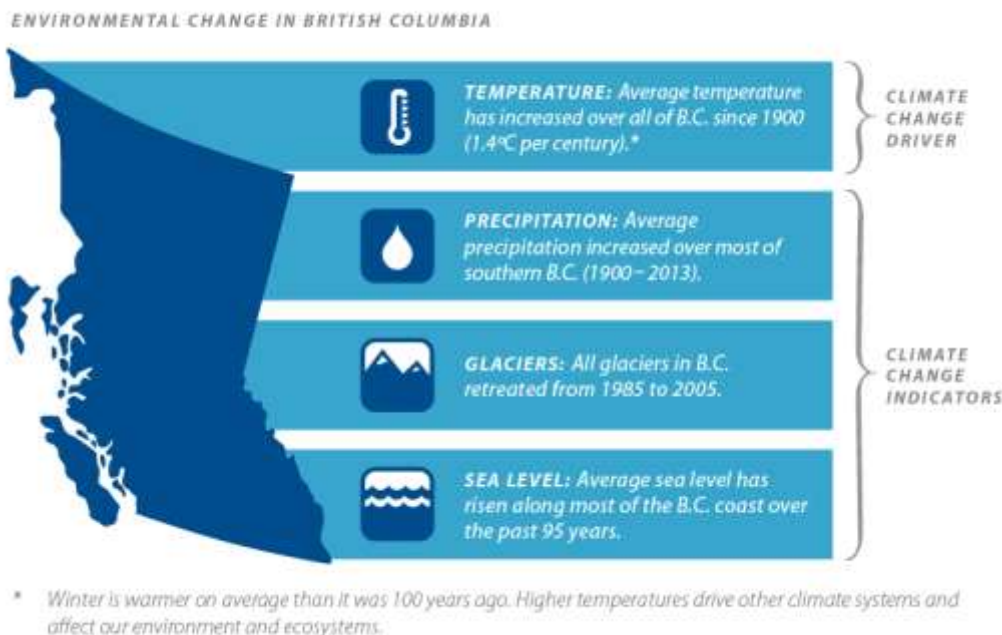 ENVIRONMENTAL CHANGE IN BRITISH COLUMBIA
TEMPERATURE: Average temperature
has increased over all of B.C. since 1900
(1.4ºC per century).*
CLIMATE
CHANGE
DRIVER
PRECIPITATION: Average
precipitation increased over most of
southern B.C. (1900 – 2013).
GLACIERS: All glaciers in B.C.
retreated from 1985 to 2005.
CLIMATE
CHANGE
INDICATORS
SEA LEVEL: Average sea level has
risen along most of the B.C. coast over
the past 95 years.
* Winter is warmer on average than it was 100 years ago. Higher temperatures drive other climate systems and
affect our environment and ecosystems.